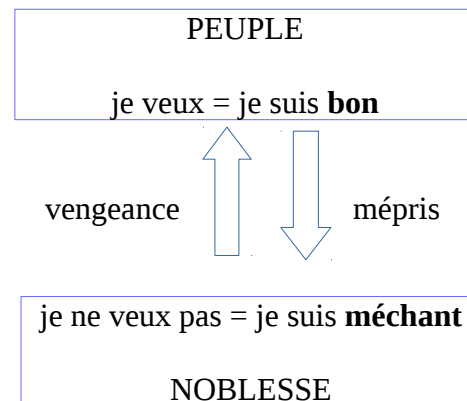 PEUPLE
je veux = je suis bon
vengeance
mépris
je ne veux pas = je suis méchant
NOBLESSE